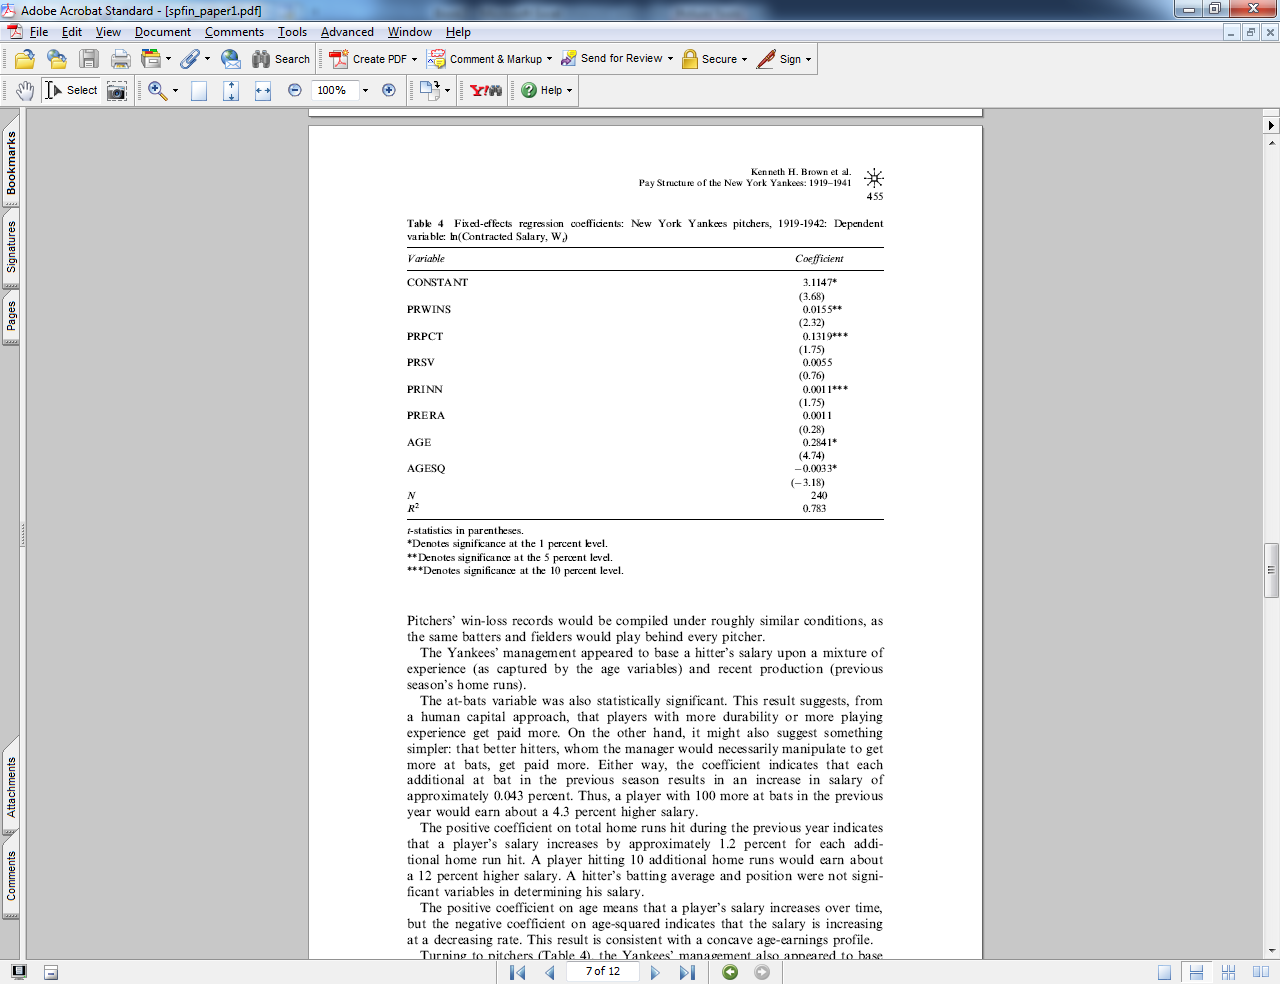 Adobe Acrobat Standard - [spfin_paper1.pdf]
File Edit View Document Comments Tools Advanced Window Help
Search Create PDF Comment & Markup Send for Review Secure Sign
Select 100% Y! Help
Bookmarks
Signatures
Pages
Attachments
Comments
Kenneth H. Brown et al.
Pay Structure of the New York Yankees: 1919–1941
455
Table 4 Fixed-effects regression coefficients: New York Yankees pitchers, 1919-1942: Dependent
variable: ln(Contracted Salary, Wt)
Variable Coefficient
CONSTANT 3.1147*
(3.68)
PRWINS 0.0155**
(2.32)
PRPCT 0.1319***
(1.75)
PRSV 0.0055
(0.76)
PRINN 0.0011***
(1.75)
PRERA 0.0011
(0.28)
AGE 0.2841*
(4.74)
AGESQ −0.0033*
(−3.18)
N 240
R2 0.783
t-statistics in parentheses.
*Denotes significance at the 1 percent level.
**Denotes significance at the 5 percent level.
***Denotes significance at the 10 percent level.
Pitchers' win-loss records would be compiled under roughly similar conditions, as
the same batters and fielders would play behind every pitcher.
The Yankees' management appeared to base a hitter's salary upon a mixture of
experience (as captured by the age variables) and recent production (previous
season's home runs).
The at-bats variable was also statistically significant. This result suggests, from
a human capital approach, that players with more durability or more playing
experience get paid more. On the other hand, it might also suggest something
simpler: that better hitters, whom the manager would necessarily manipulate to get
more at bats, get paid more. Either way, the coefficient indicates that each
additional at bat in the previous season results in an increase in salary of
approximately 0.043 percent. Thus, a player with 100 more at bats in the previous
year would earn about a 4.3 percent higher salary.
The positive coefficient on total home runs hit during the previous year indicates
that a player's salary increases by approximately 1.2 percent for each addi-
tional home run hit. A player hitting 10 additional home runs would earn about
a 12 percent higher salary. A hitter's batting average and position were not signi-
ficant variables in determining his salary.
The positive coefficient on age means that a player's salary increases over time,
but the negative coefficient on age-squared indicates that the salary is increasing
at a decreasing rate. This result is consistent with a concave age-earnings profile.
Turning to pitchers (Table 4), the Yankees' management also appeared to base
7 of 12